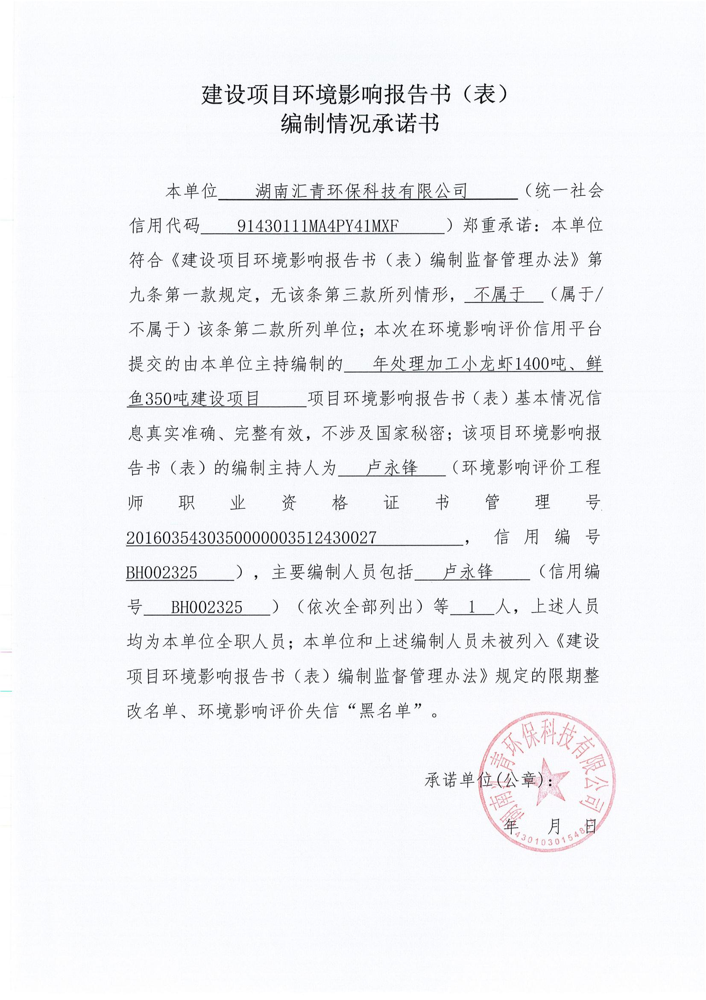 建设项目环境影响报告书（表）
编制情况承诺书
本单位 湖南汇青环保科技有限公司 （统一社会
信用代码 91430111MA4PY41MXF ）郑重承诺：本单位
符合《建设项目环境影响报告书（表）编制监督管理办法》第
九条第一款规定，无该条第三款所列情形， 不属于 （属于/
不属于）该条第二款所列单位；本次在环境影响评价信用平台
提交的由本单位主持编制的 年处理加工小龙虾1400吨、鲜
鱼350吨建设项目 项目环境影响报告书（表）基本情况信
息真实准确、完整有效，不涉及国家秘密；该项目环境影响报
告书（表）的编制主持人为 卢永锋 （环境影响评价工程
师职业资格证书管理号
2016035430350000003512430027 ，信用编号
BH002325 ），主要编制人员包括 卢永锋 （信用编
号 BH002325 ）（依次全部列出）等 1 人，上述人员
均为本单位全职人员；本单位和上述编制人员未被列入《建设
项目环境影响报告书（表）编制监督管理办法》规定的限期整
改名单、环境影响评价失信“黑名单”。
承诺单位(公章)：
年 月 日
湖南汇青环保科技有限公司